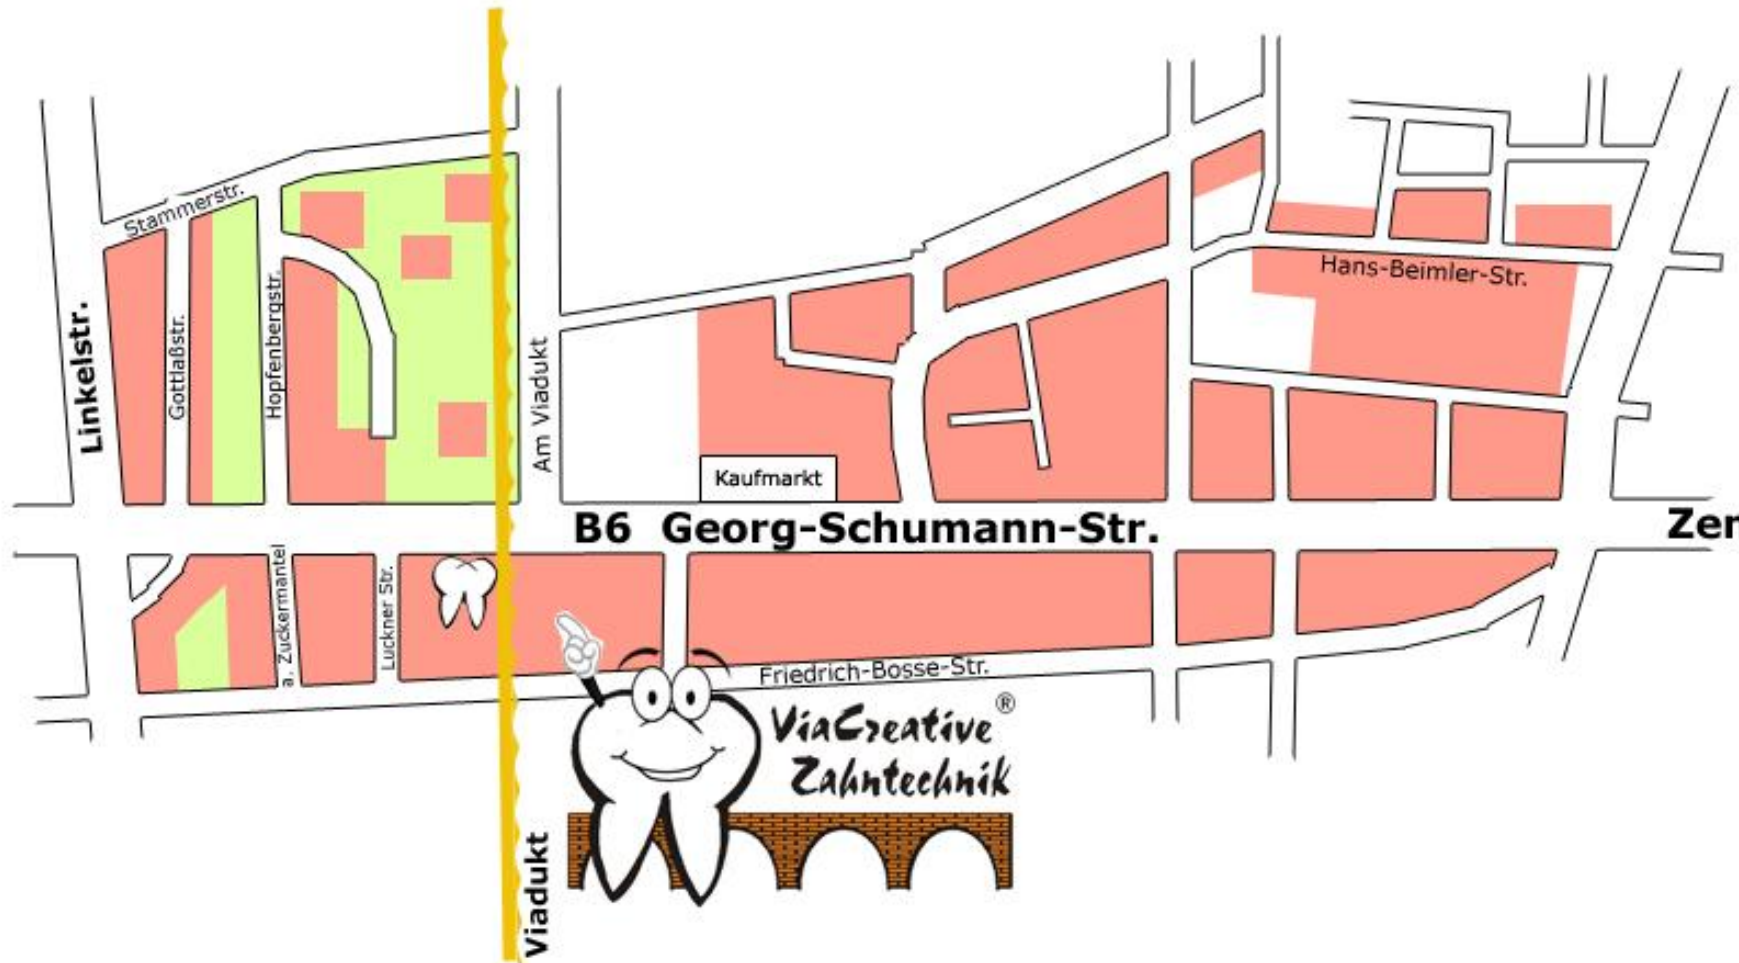 Stammerstr.
Linkelstr.
Gottlaßstr.
Hopfenbergstr.
Am Viadukt
Hans-Beimler-Str.
Kaufmarkt
B6 Georg-Schumann-Str.
Zer
a. Zuckermantel
Luckner Str.
Friedrich-Bosse-Str.
ViaCreative®
Zahntechnik
Viadukt